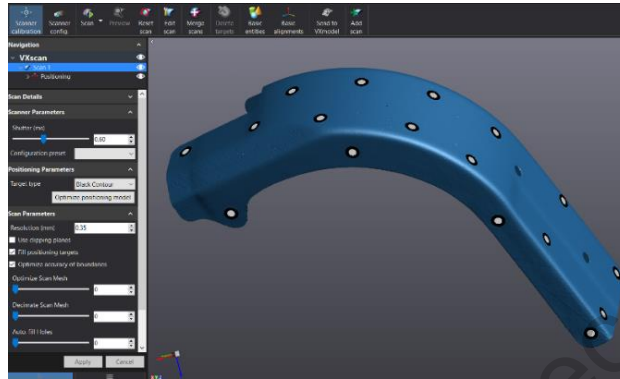 Scanner calibration
Scanner config
Scan
Preview
Reset scan
Edit scan
Merge scans
Delete targets
Base entities
Base alignments
Send to VXmodel
Add scan
Navigation
VXscan
Scan 1
Positioning
Scan Details
Scanner Parameters
Shutter (ms)
0.60
Configuration preset
Positioning Parameters
Target type
Black Contour
Optimize positioning model
Scan Parameters
Resolution (mm)
0.35
Use clipping planes
Fill positioning targets
Optimize accuracy of boundaries
Optimize Scan Mesh
0
Decimate Scan Mesh
0
Auto. Fill Holes
0
Apply
Cancel